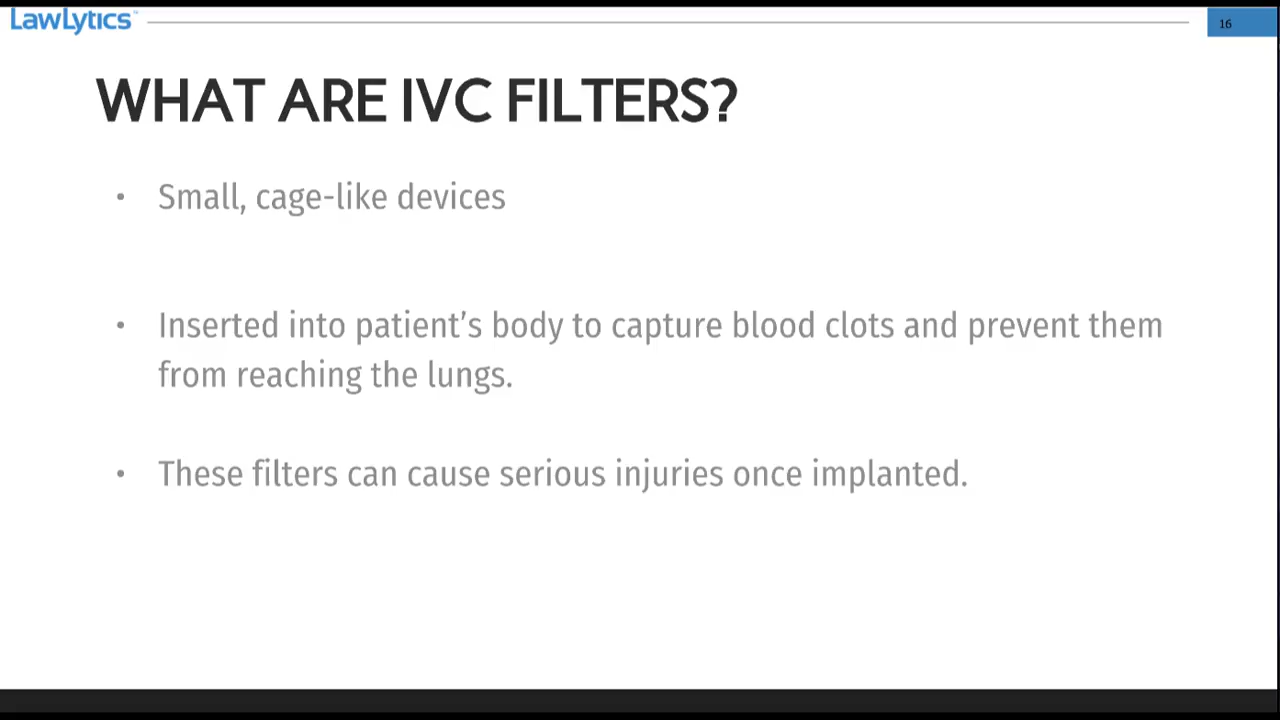 LawLytics™
16
WHAT ARE IVC FILTERS?
• Small, cage-like devices
• Inserted into patient’s body to capture blood clots and prevent them
from reaching the lungs.
• These filters can cause serious injuries once implanted.